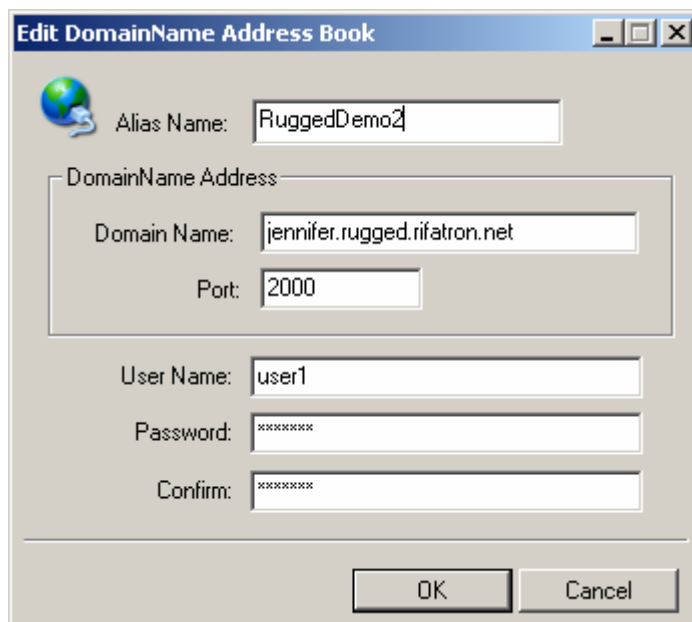 Edit DomainName Address Book
Alias Name: RuggedDemo2
DomainName Address
Domain Name: jennifer.rugged.rifatron.net
Port: 2000
User Name: user1
Password: *******
Confirm: *******
OK Cancel